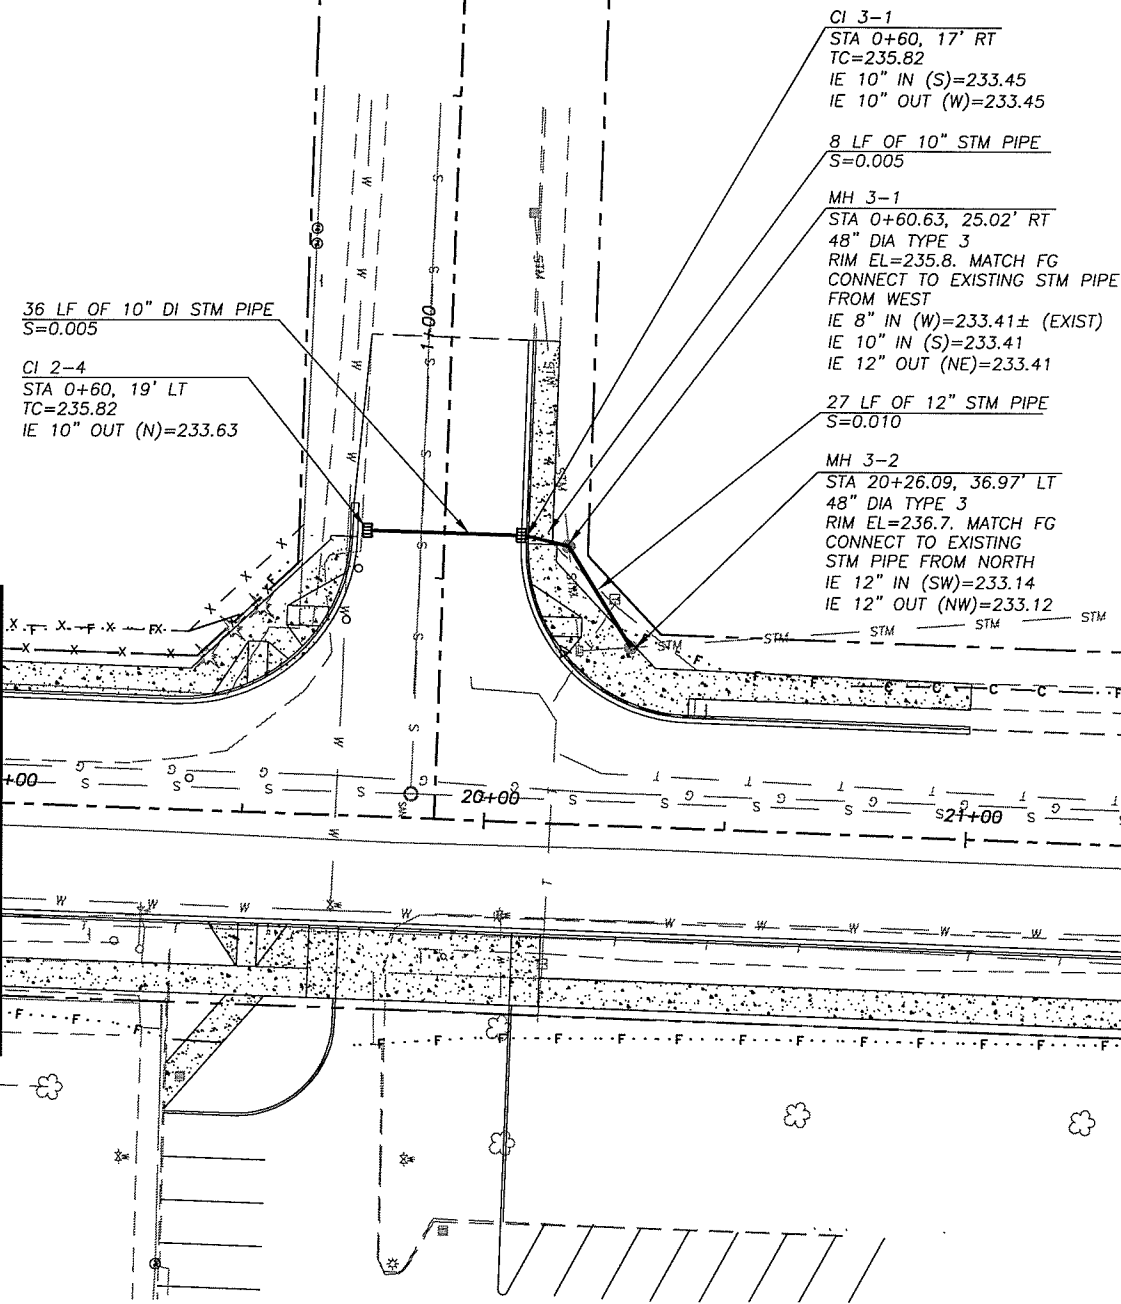 CI 3-1
STA 0+60, 17' RT
TC=235.82
IE 10" IN (S)=233.45
IE 10" OUT (W)=233.45
8 LF OF 10" STM PIPE
S=0.005
MH 3-1
STA 0+60.63, 25.02' RT
48" DIA TYPE 3
RIM EL=235.8. MATCH FG
CONNECT TO EXISTING STM PIPE
FROM WEST
IE 8" IN (W)=233.41± (EXIST)
IE 10" IN (S)=233.41
IE 12" OUT (NE)=233.41
27 LF OF 12" STM PIPE
S=0.010
MH 3-2
STA 20+26.09, 36.97' LT
48" DIA TYPE 3
RIM EL=236.7. MATCH FG
CONNECT TO EXISTING
STM PIPE FROM NORTH
IE 12" IN (SW)=233.14
IE 12" OUT (NW)=233.12
36 LF OF 10" DI STM PIPE
S=0.005
CI 2-4
STA 0+60, 19' LT
TC=235.82
IE 10" OUT (N)=233.63
1+00
STM
STM
STM
STM
STM
+00
20+00
21+00
SAN